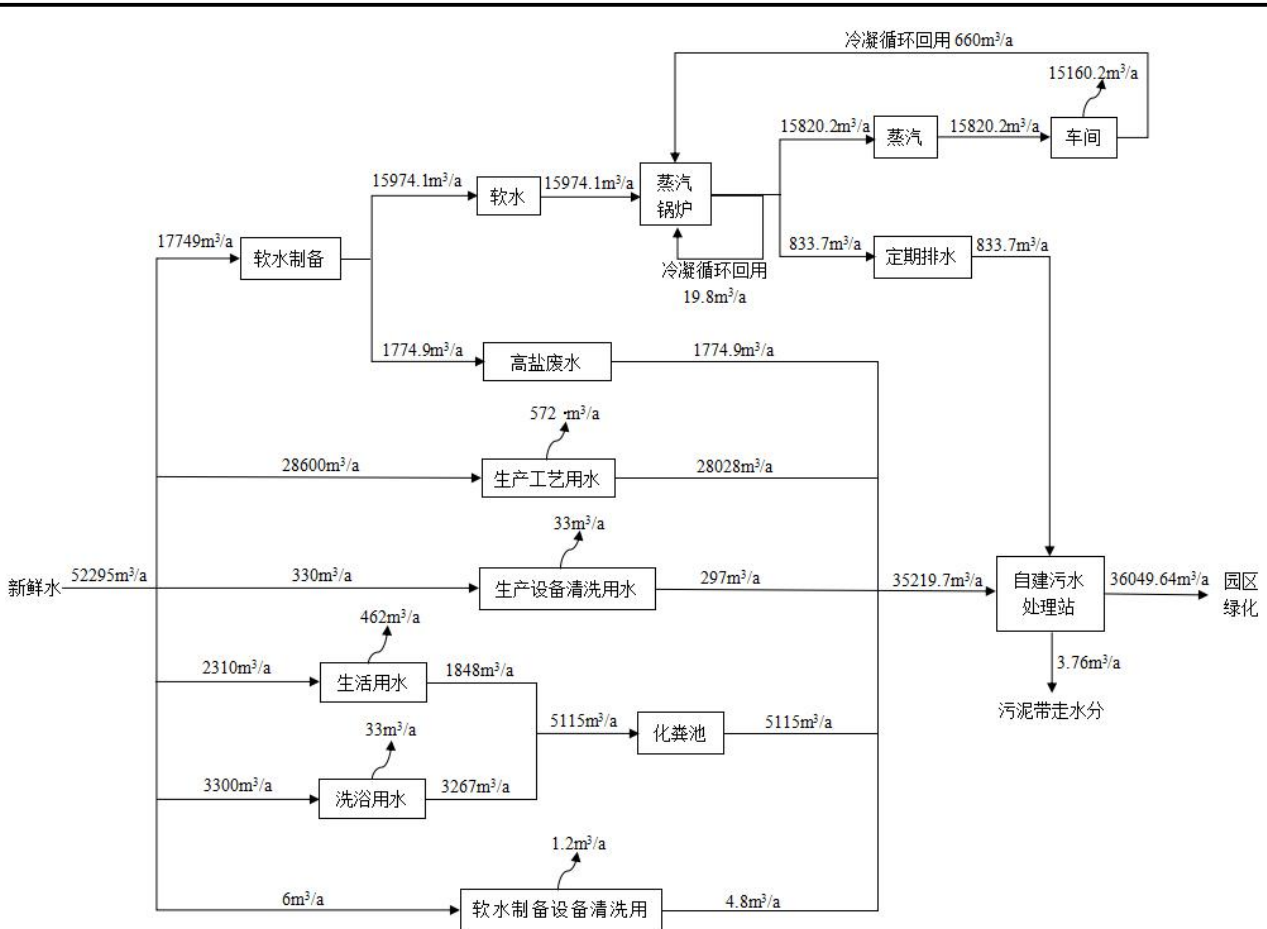 冷凝循环回用 660m³/a
15160.2m³/a
15820.2m³/a
蒸汽
15820.2m³/a
车间
15974.1m³/a
软水
15974.1m³/a
蒸汽
锅炉
17749m³/a
软水制备
冷凝循环回用
19.8m³/a
833.7m³/a
定期排水
833.7m³/a
1774.9m³/a
高盐废水
1774.9m³/a
572 ·m³/a
28600m³/a
生产工艺用水
28028m³/a
33m³/a
新鲜水
52295m³/a
330m³/a
生产设备清洗用水
297m³/a
35219.7m³/a
自建污水
处理站
36049.64m³/a
园区
绿化
3.76m³/a
污泥带走水分
462m³/a
2310m³/a
生活用水
1848m³/a
5115m³/a
化粪池
5115m³/a
33m³/a
3300m³/a
洗浴用水
3267m³/a
1.2m³/a
6m³/a
软水制备设备清洗用
4.8m³/a